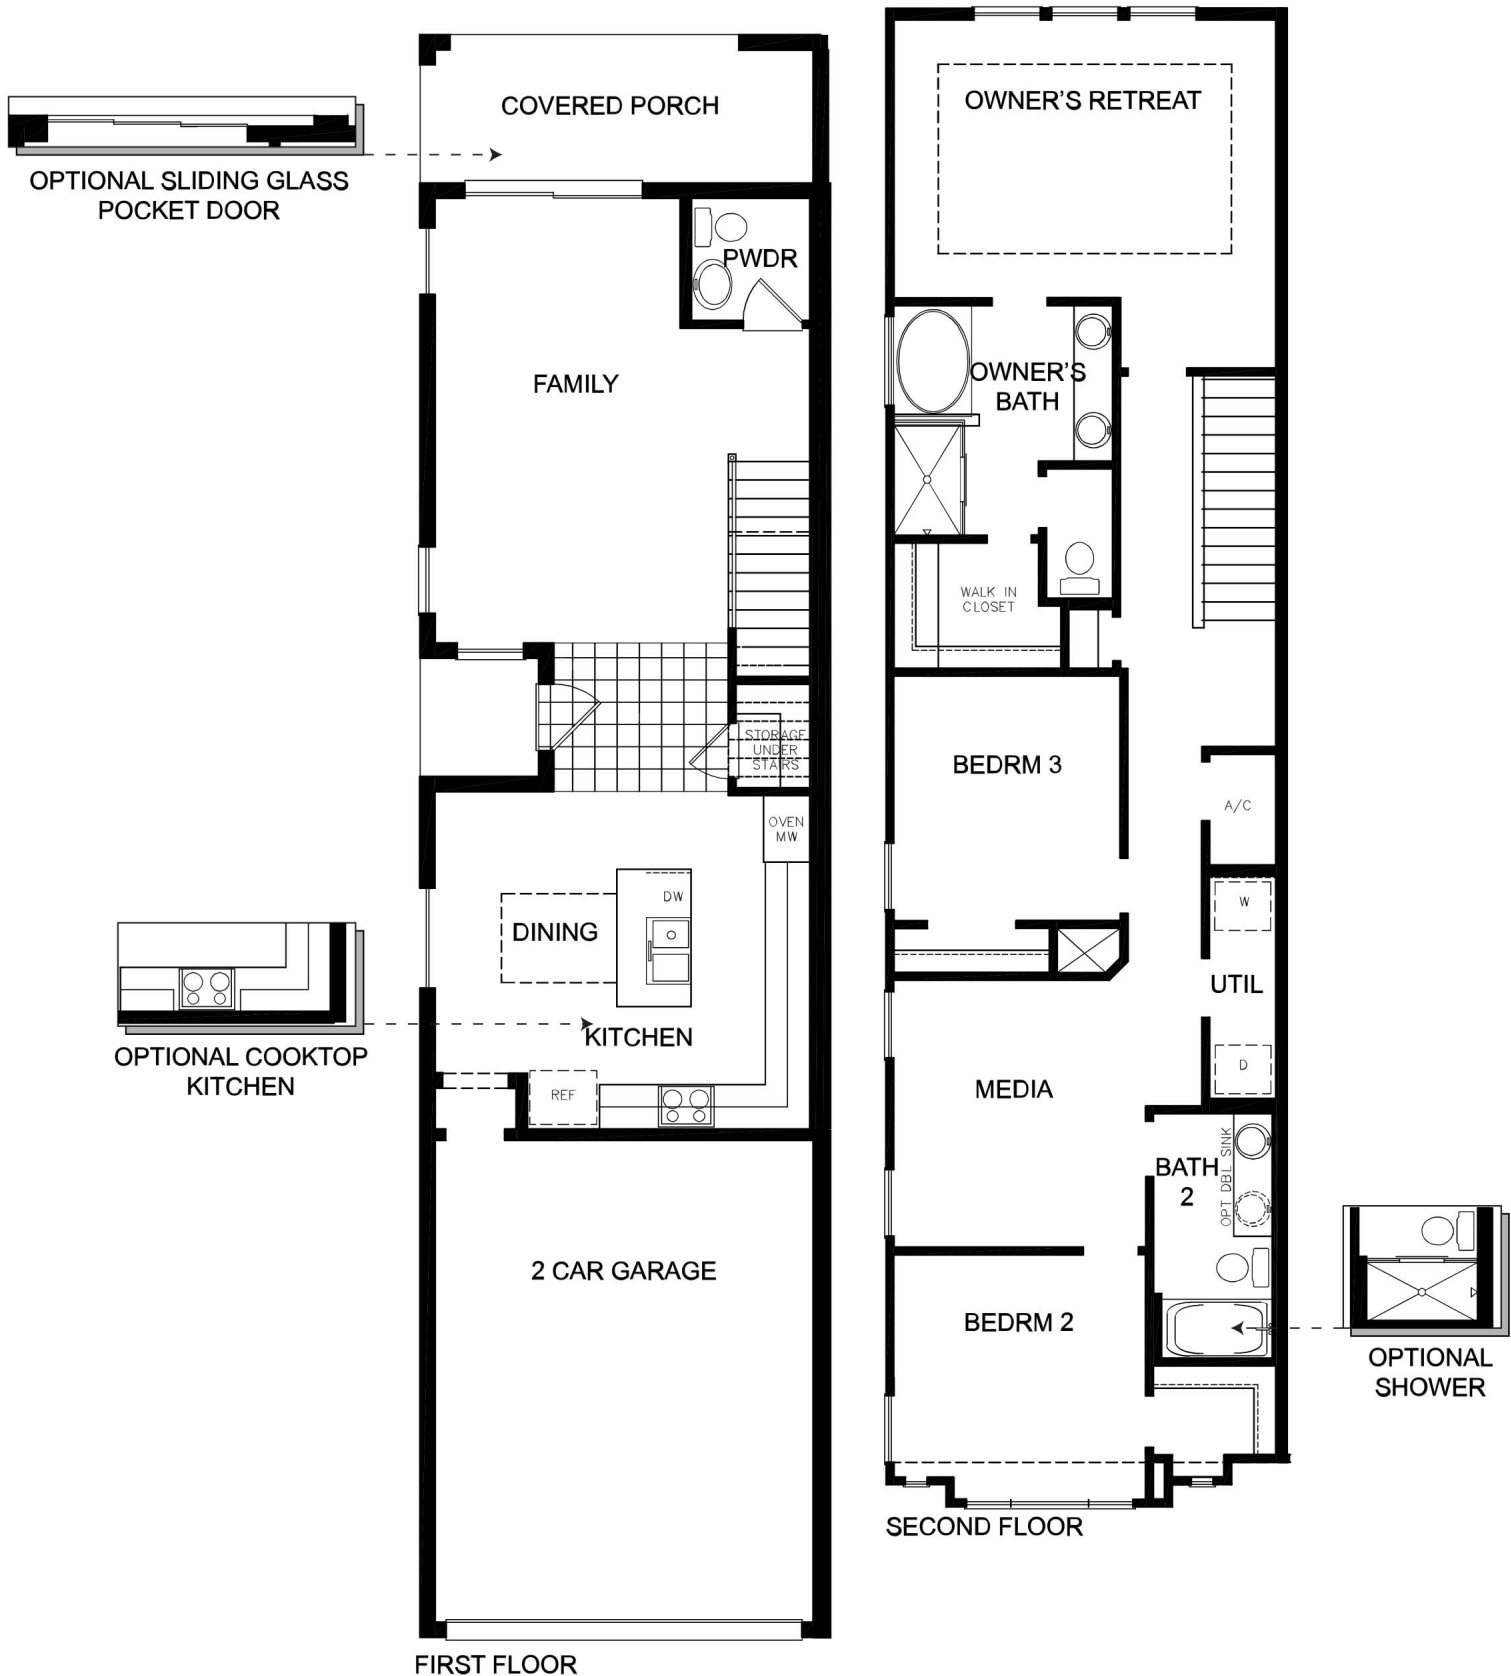 COVERED PORCH
OPTIONAL SLIDING GLASS
POCKET DOOR
PWDR
FAMILY
STORAGE
UNDER
STAIRS
OVEN
MW
DW
DINING
KITCHEN
OPTIONAL COOKTOP
KITCHEN
REF
2 CAR GARAGE
FIRST FLOOR
OWNER'S RETREAT
OWNER'S
BATH
WALK IN
CLOSET
BEDRM 3
A/C
W
UTIL
D
MEDIA
BATH
2
OPT DBL SINK
BEDRM 2
OPTIONAL
SHOWER
SECOND FLOOR